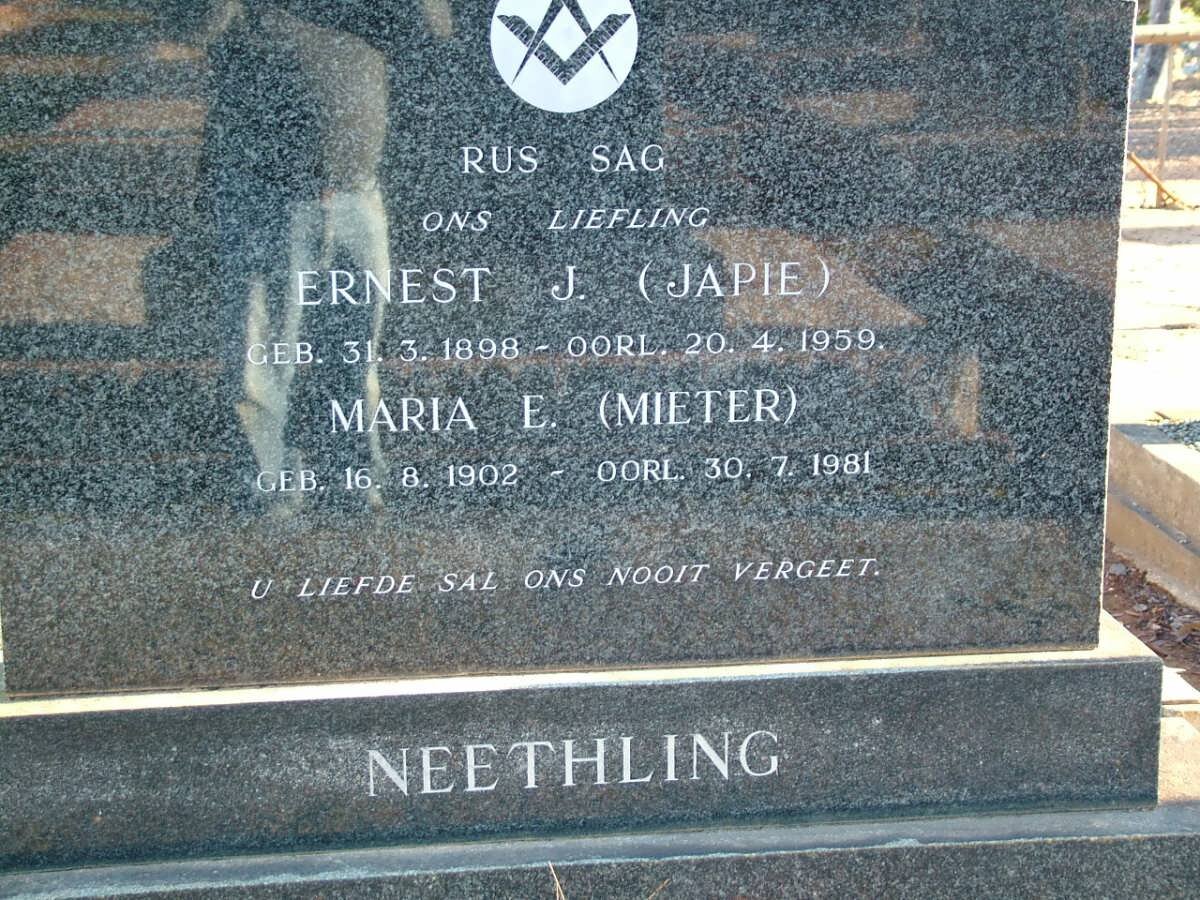 RUS SAG
ONS LIEFLING
ERNEST J. (JAPIE)
GEB. 31. 3. 1898 - OORL. 20. 4. 1959.
MARIA E. (MIETER)
GEB. 16. 8. 1902 - OORL. 30. 7. 1981
U LIEFDE SAL ONS NOOIT VERGEET.
NEETHLING